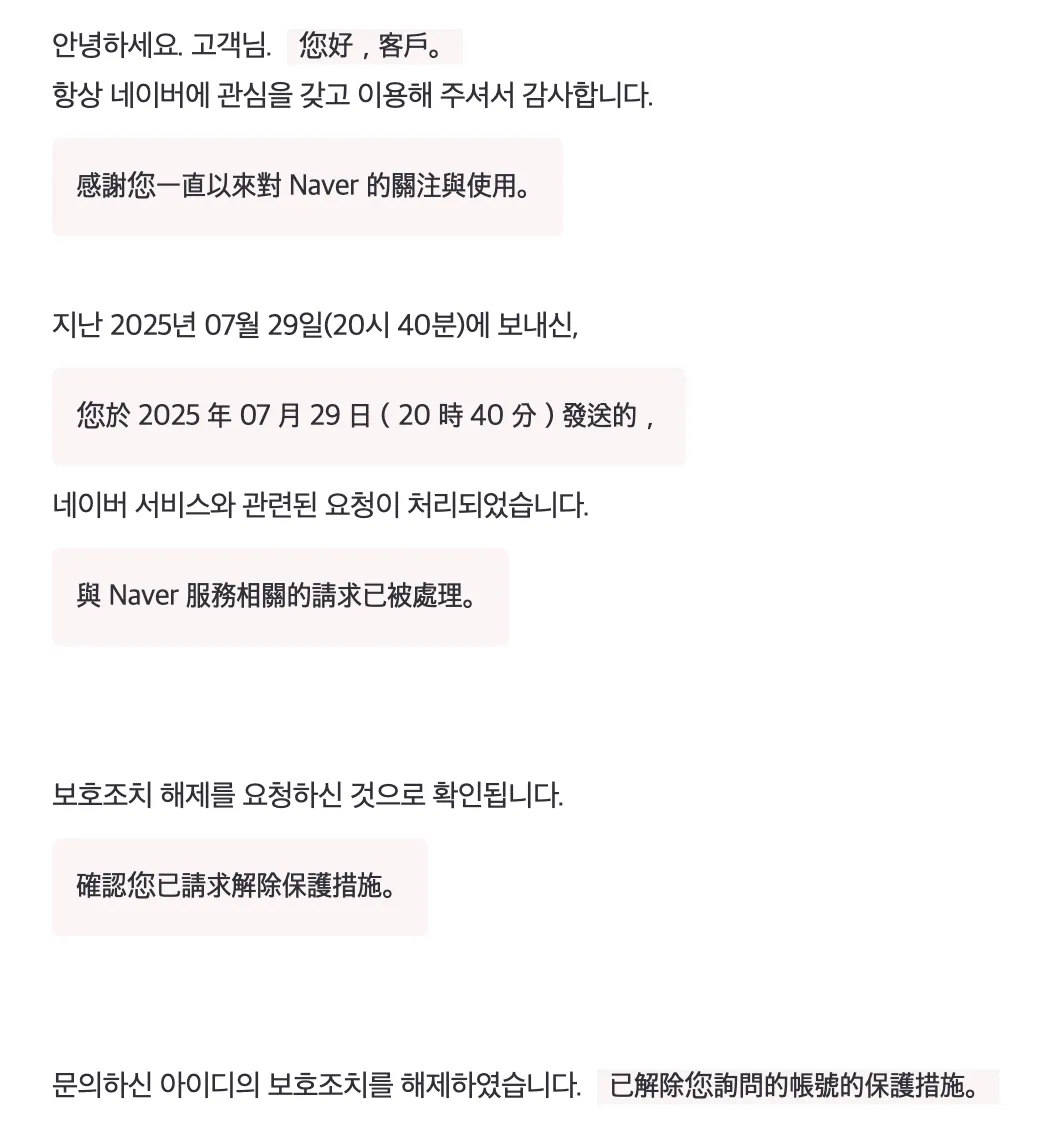 안녕하세요. 고객님. 您好，客戶。
항상 네이버에 관심을 갖고 이용해 주셔서 감사합니다.
感謝您一直以來對 Naver 的關注與使用。
지난 2025년 07월 29일(20시 40분)에 보내신,
您於 2025 年 07 月 29 日（20 時 40 分）發送的，
네이버 서비스와 관련된 요청이 처리되었습니다.
與 Naver 服務相關的請求已被處理。
보호조치 해제를 요청하신 것으로 확인됩니다.
確認您已請求解除保護措施。
문의하신 아이디의 보호조치를 해제하였습니다. 已解除您詢問的帳號的保護措施。